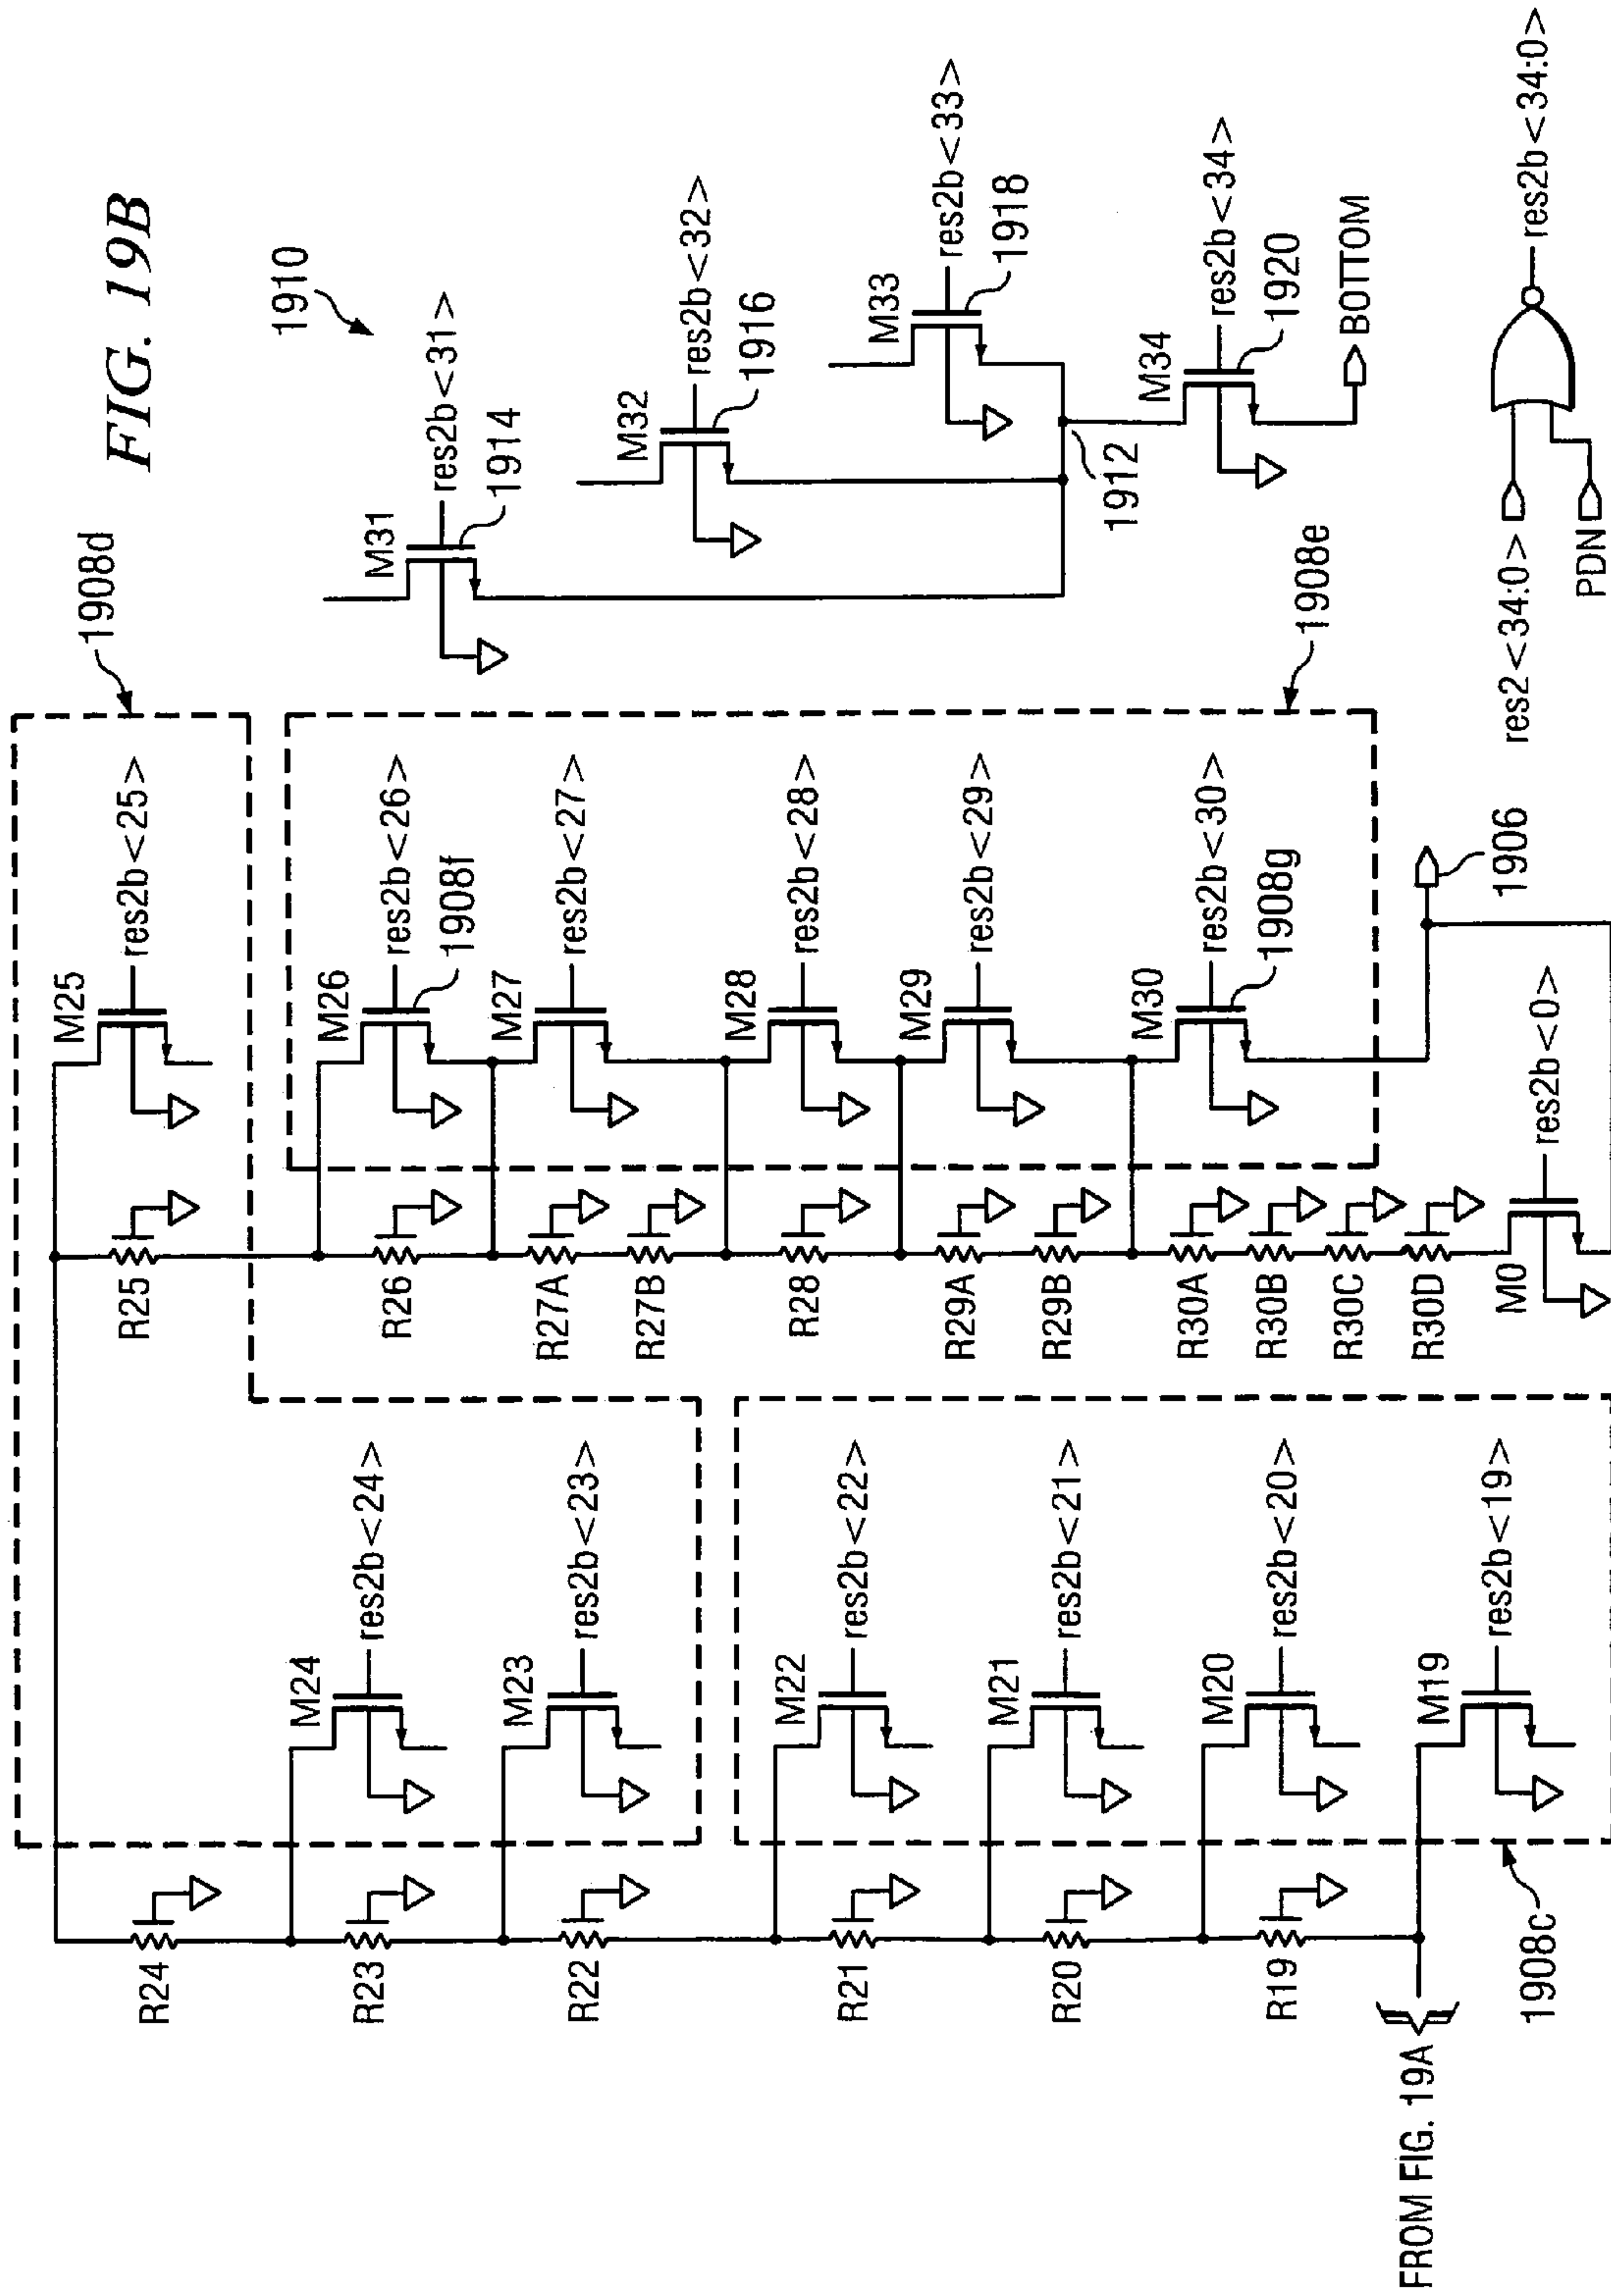 FIG. 19B
1908d
1910
M25
res2b<25>
R25
M31
res2b<31>
1914
M32
res2b<32>
1916
M33
res2b<33>
1918
M34
res2b<34>
1920
1912
BOTTOM
R24
M24
res2b<24>
R23
M23
res2b<23>
R22
M22
res2b<22>
R21
M21
res2b<21>
R20
M20
res2b<20>
R19
M19
res2b<19>
FROM FIG. 19A
1908c
M26
res2b<26>
1908f
R26
M27
res2b<27>
R27A
R27B
M28
res2b<28>
R28
M29
res2b<29>
R29A
R29B
M30
res2b<30>
1908g
R30A
R30B
R30C
R30D
M0
res2b<0>
1906
1908e
res2<34:0>
PDN
res2b<34:0>